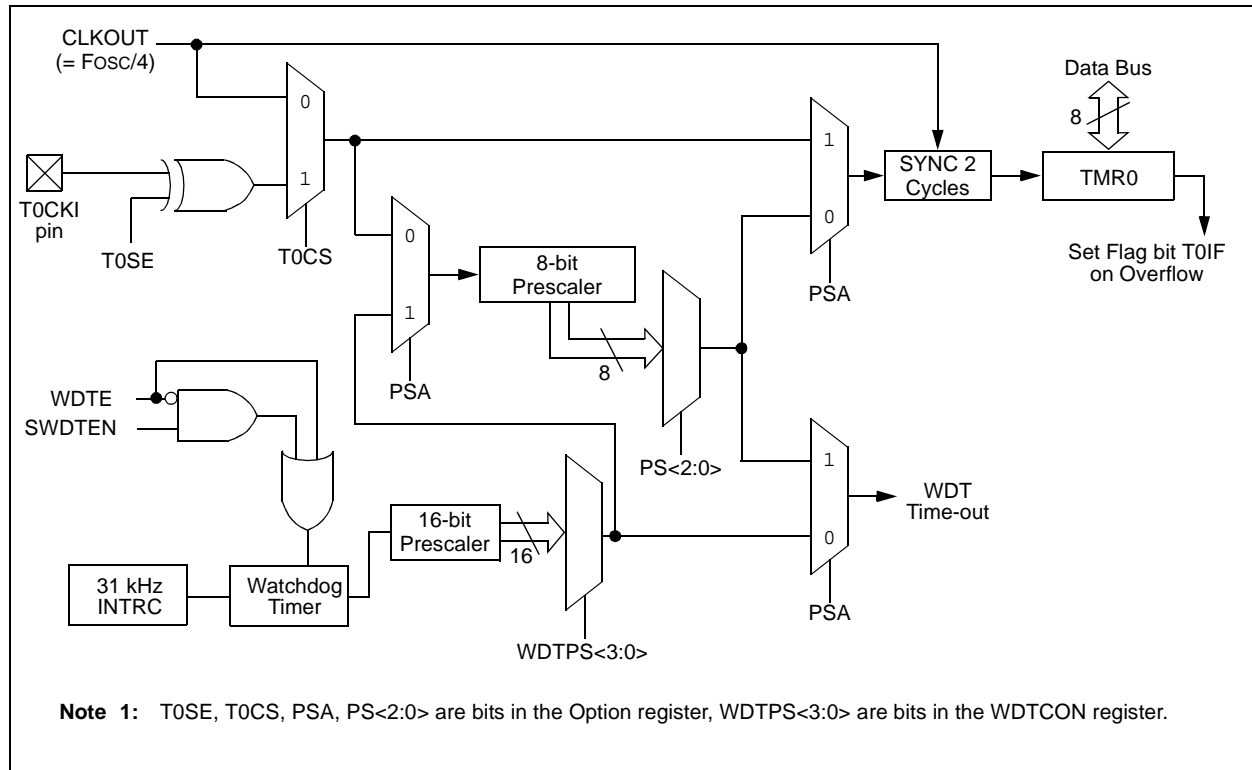 CLKOUT
(= FOSC/4)
0
1
T0CKI
pin
T0SE
T0CS
0
1
PSA
8-bit
Prescaler
8
PS<2:0>
1
0
PSA
SYNC 2
Cycles
Data Bus
8
TMR0
Set Flag bit T0IF
on Overflow
WDTE
SWDTEN
31 kHz
INTRC
Watchdog
Timer
16-bit
Prescaler
16
WDTPS<3:0>
1
0
PSA
WDT
Time-out
Note 1: T0SE, T0CS, PSA, PS<2:0> are bits in the Option register, WDTPS<3:0> are bits in the WDTCON register.